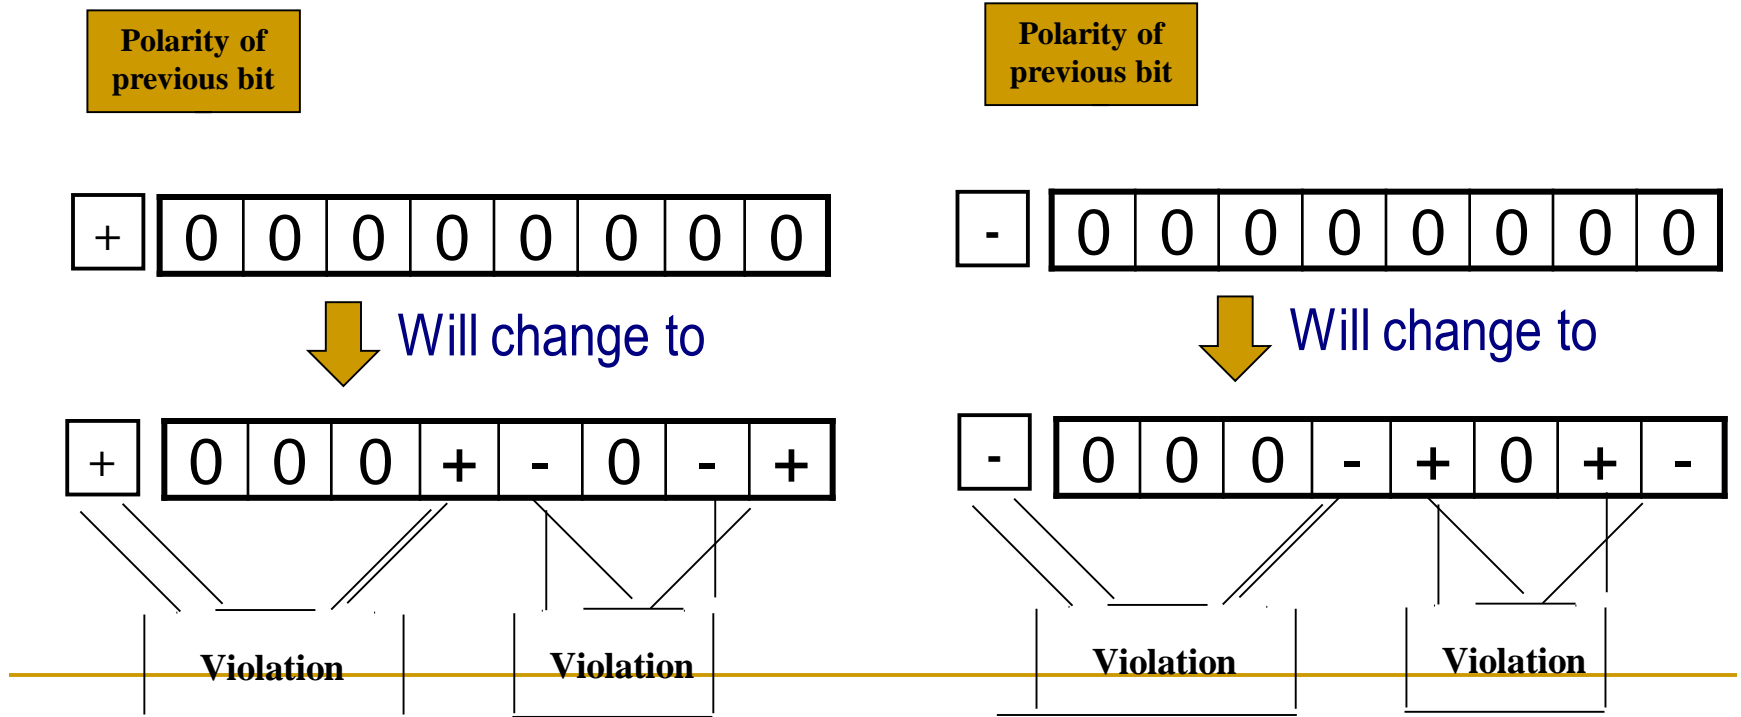 Polarity of
previous bit
+ 0 0 0 0 0 0 0 0
Will change to
+ 0 0 0 + - 0 - +
Violation
Violation
Polarity of
previous bit
- 0 0 0 0 0 0 0 0
Will change to
- 0 0 0 - + 0 + -
Violation
Violation